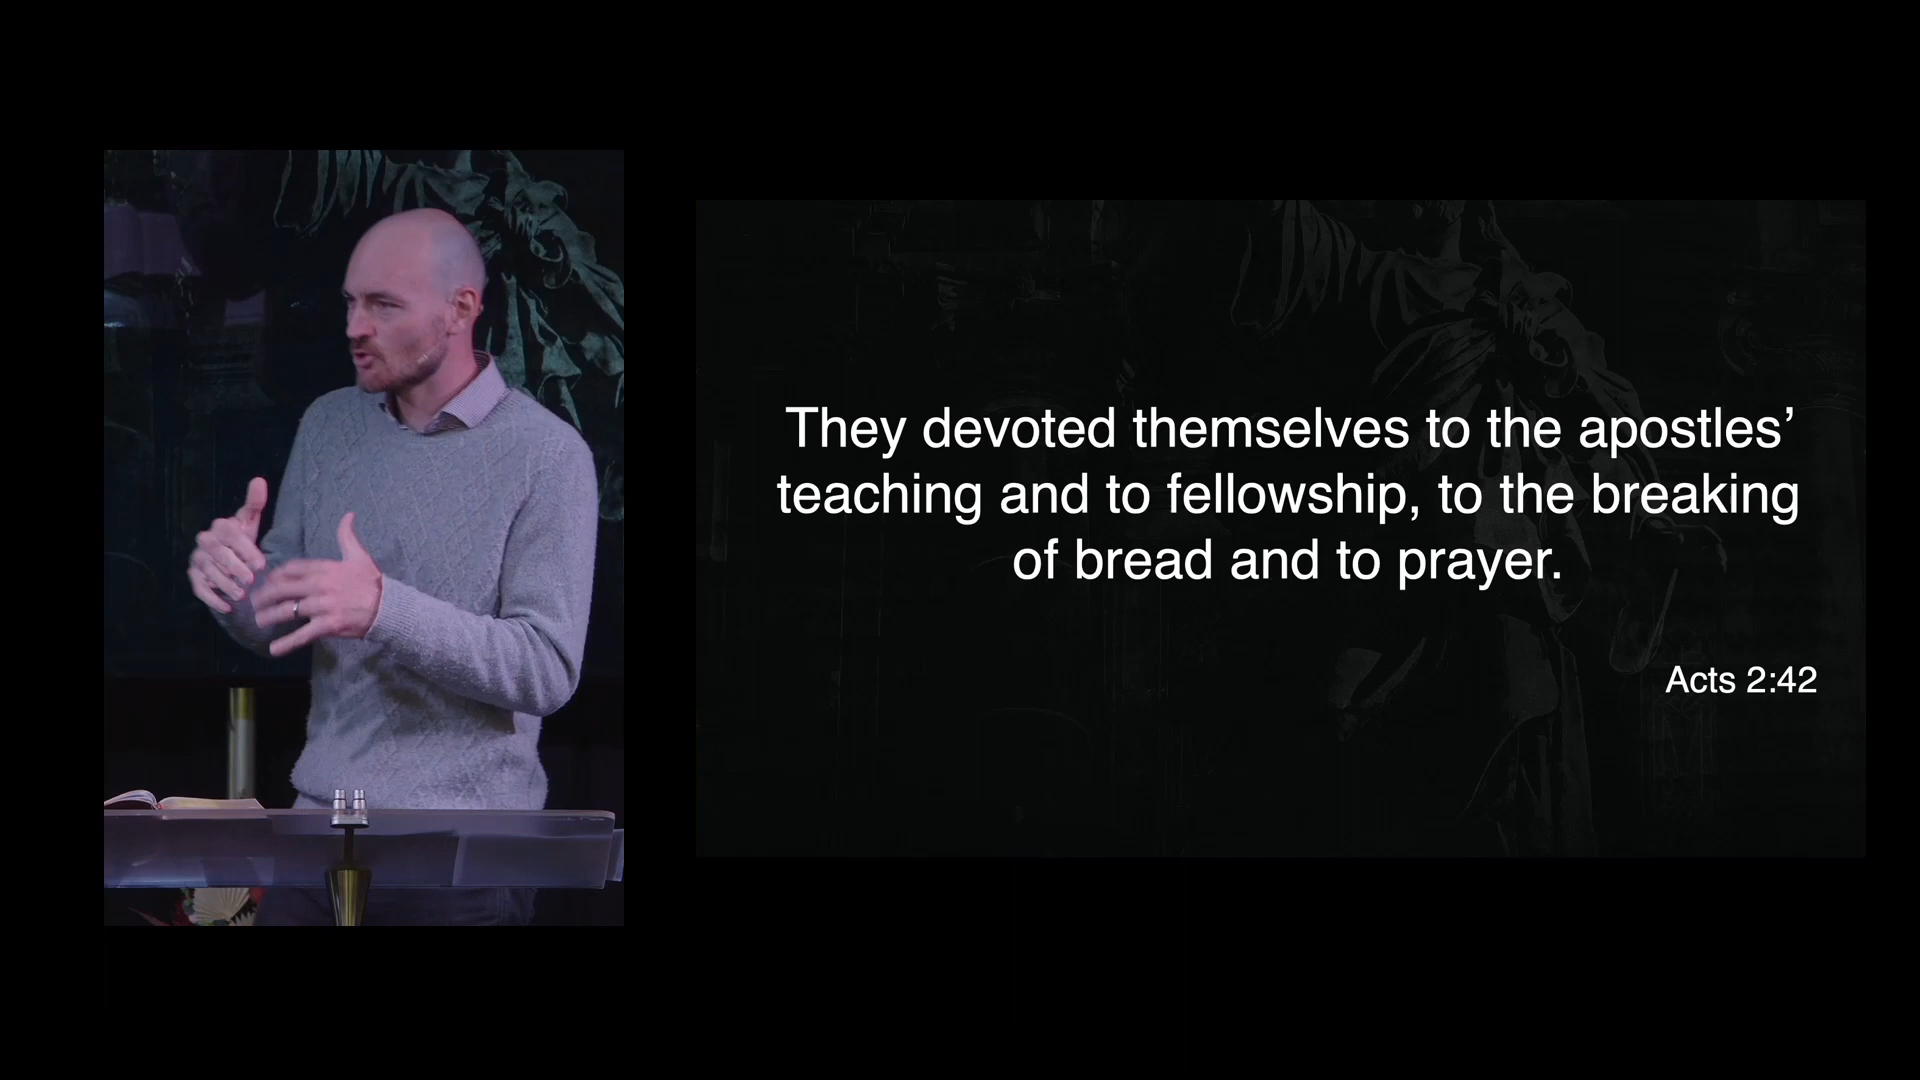 They devoted themselves to the apostles’
teaching and to fellowship, to the breaking
of bread and to prayer.
Acts 2:42